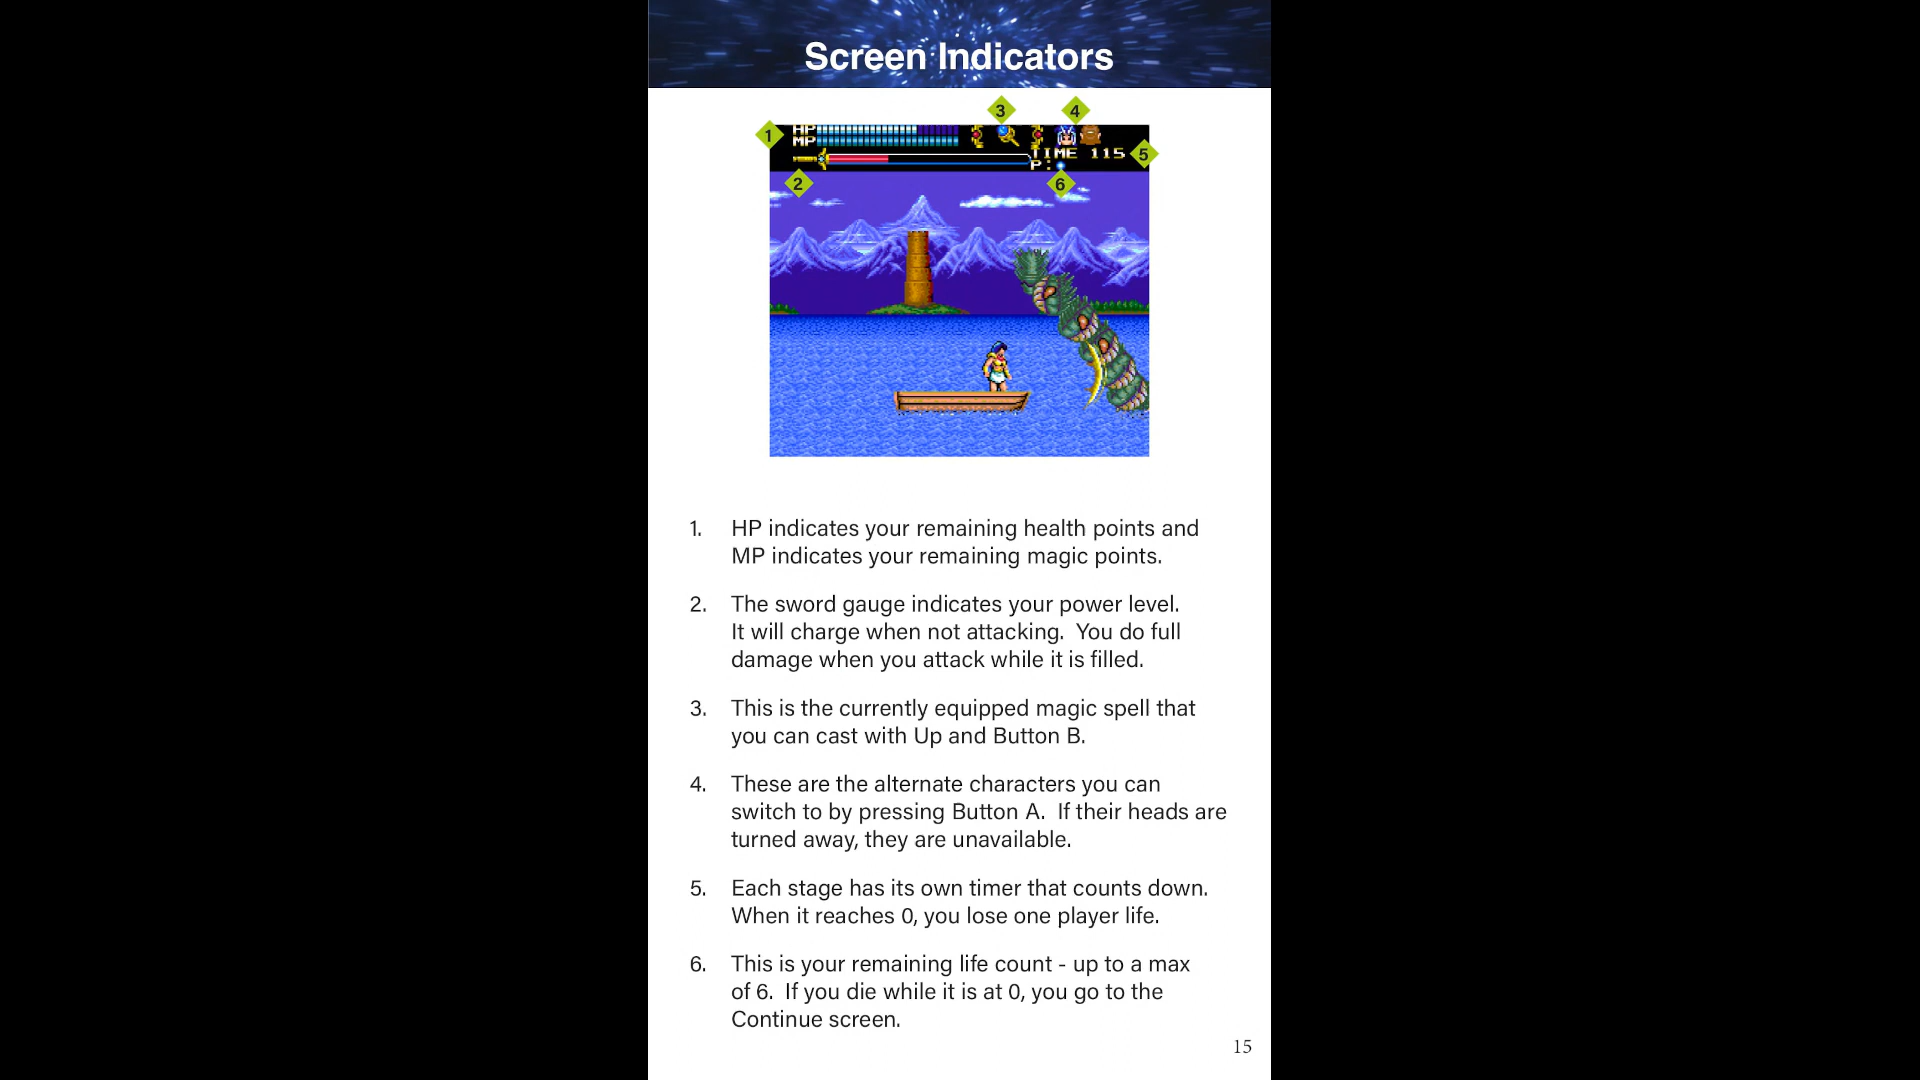 Screen Indicators
3
4
1
HP
MP
TIME 115
5
P:
2
6
1. HP indicates your remaining health points and
MP indicates your remaining magic points.
2. The sword gauge indicates your power level.
It will charge when not attacking.  You do full
damage when you attack while it is filled.
3. This is the currently equipped magic spell that
you can cast with Up and Button B.
4. These are the alternate characters you can
switch to by pressing Button A.  If their heads are
turned away, they are unavailable.
5. Each stage has its own timer that counts down.
When it reaches 0, you lose one player life.
6. This is your remaining life count - up to a max
of 6.  If you die while it is at 0, you go to the
Continue screen.
15